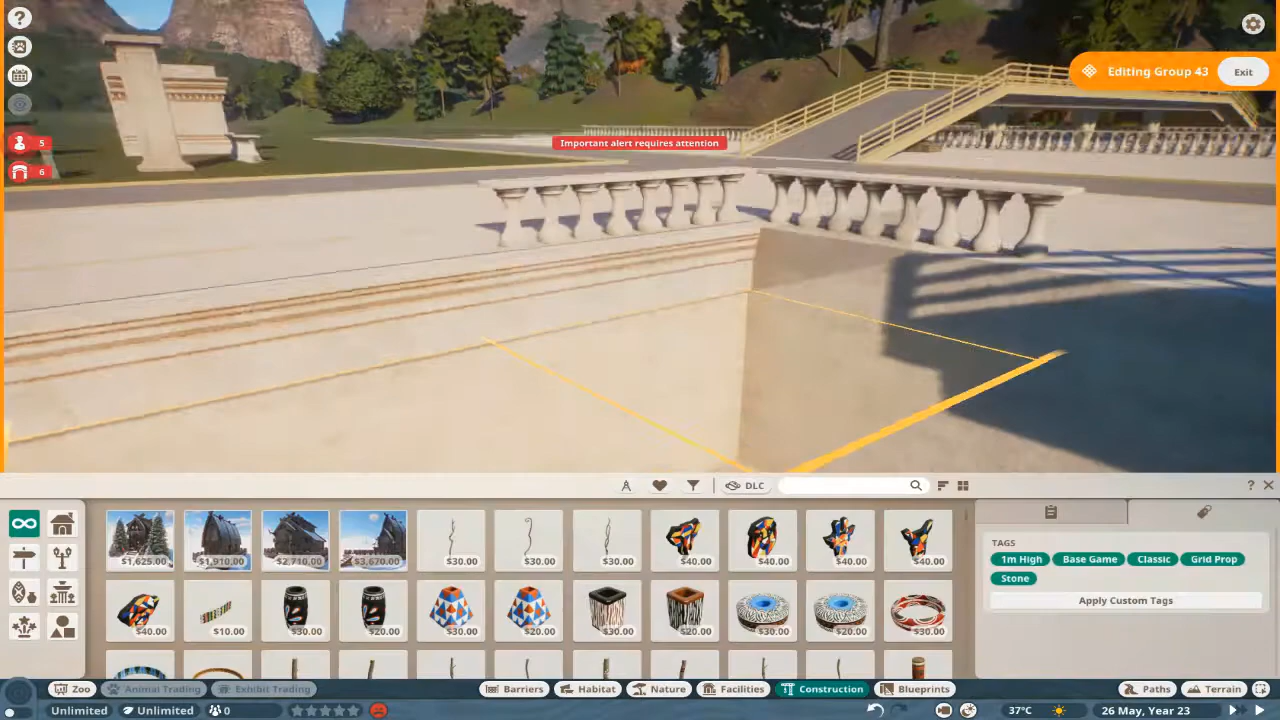 ?
Editing Group 43
Exit
5
Important alert requires attention
6
DLC
?
$1,625.00
$1,910.00
$2,710.00
$3,670.00
$30.00
$30.00
$30.00
$40.00
$40.00
$40.00
$40.00
TAGS
1m High
Base Game
Classic
Grid Prop
Stone
Apply Custom Tags
$40.00
$10.00
$30.00
$20.00
$30.00
$20.00
$30.00
$20.00
$30.00
$20.00
$30.00
Zoo
Animal Trading
Exhibit Trading
Barriers
Habitat
Nature
Facilities
Construction
Blueprints
Paths
Terrain
Unlimited
Unlimited
0
37°C
26 May, Year 23